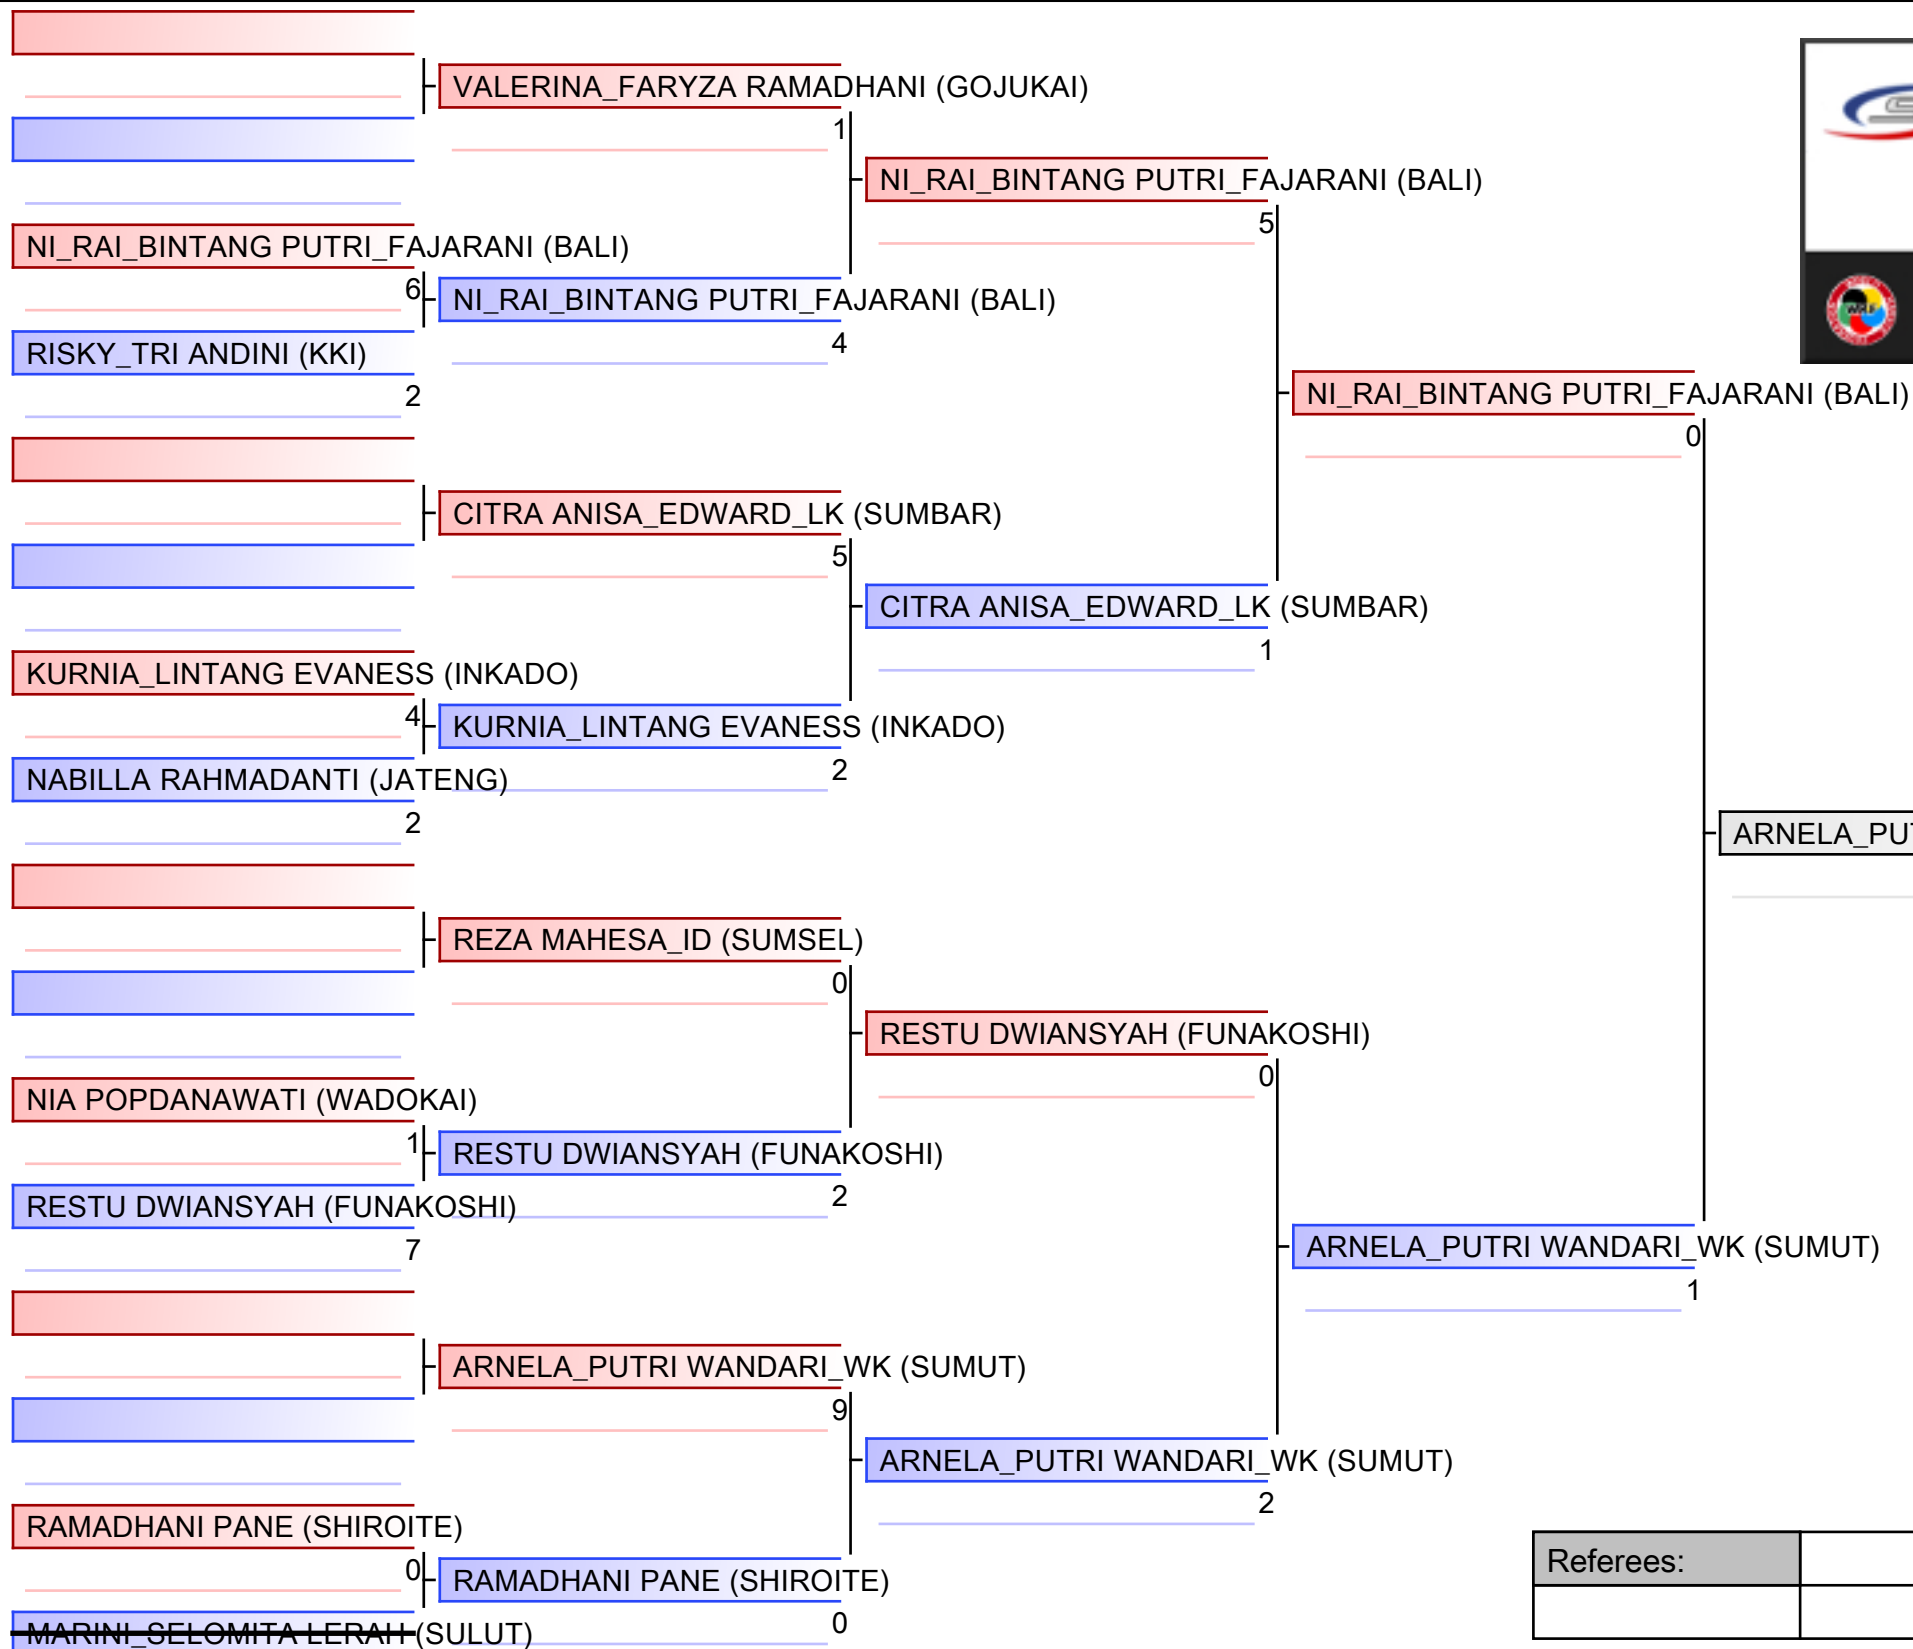 VALERINA_FARYZA RAMADHANI (GOJUKAI)
1
NI_RAI_BINTANG PUTRI_FAJARANI (BALI)
5
NI_RAI_BINTANG PUTRI_FAJARANI (BALI)
6
NI_RAI_BINTANG PUTRI_FAJARANI (BALI)
4
RISKY_TRI ANDINI (KKI)
2
NI_RAI_BINTANG PUTRI_FAJARANI (BALI)
0
CITRA ANISA_EDWARD_LK (SUMBAR)
5
CITRA ANISA_EDWARD_LK (SUMBAR)
1
KURNIA_LINTANG EVANESS (INKADO)
4
KURNIA_LINTANG EVANESS (INKADO)
2
NABILLA RAHMADANTI (JATENG)
2
ARNELA_PU
REZA MAHESA_ID (SUMSEL)
0
RESTU DWIANSYAH (FUNAKOSHI)
0
NIA POPDANAWATI (WADOKAI)
1
RESTU DWIANSYAH (FUNAKOSHI)
2
RESTU DWIANSYAH (FUNAKOSHI)
7
ARNELA_PUTRI WANDARI_WK (SUMUT)
1
ARNELA_PUTRI WANDARI_WK (SUMUT)
9
ARNELA_PUTRI WANDARI_WK (SUMUT)
2
RAMADHANI PANE (SHIROITE)
0
RAMADHANI PANE (SHIROITE)
0
MARINI_SELOMITA LERAH (SULUT)
Referees: